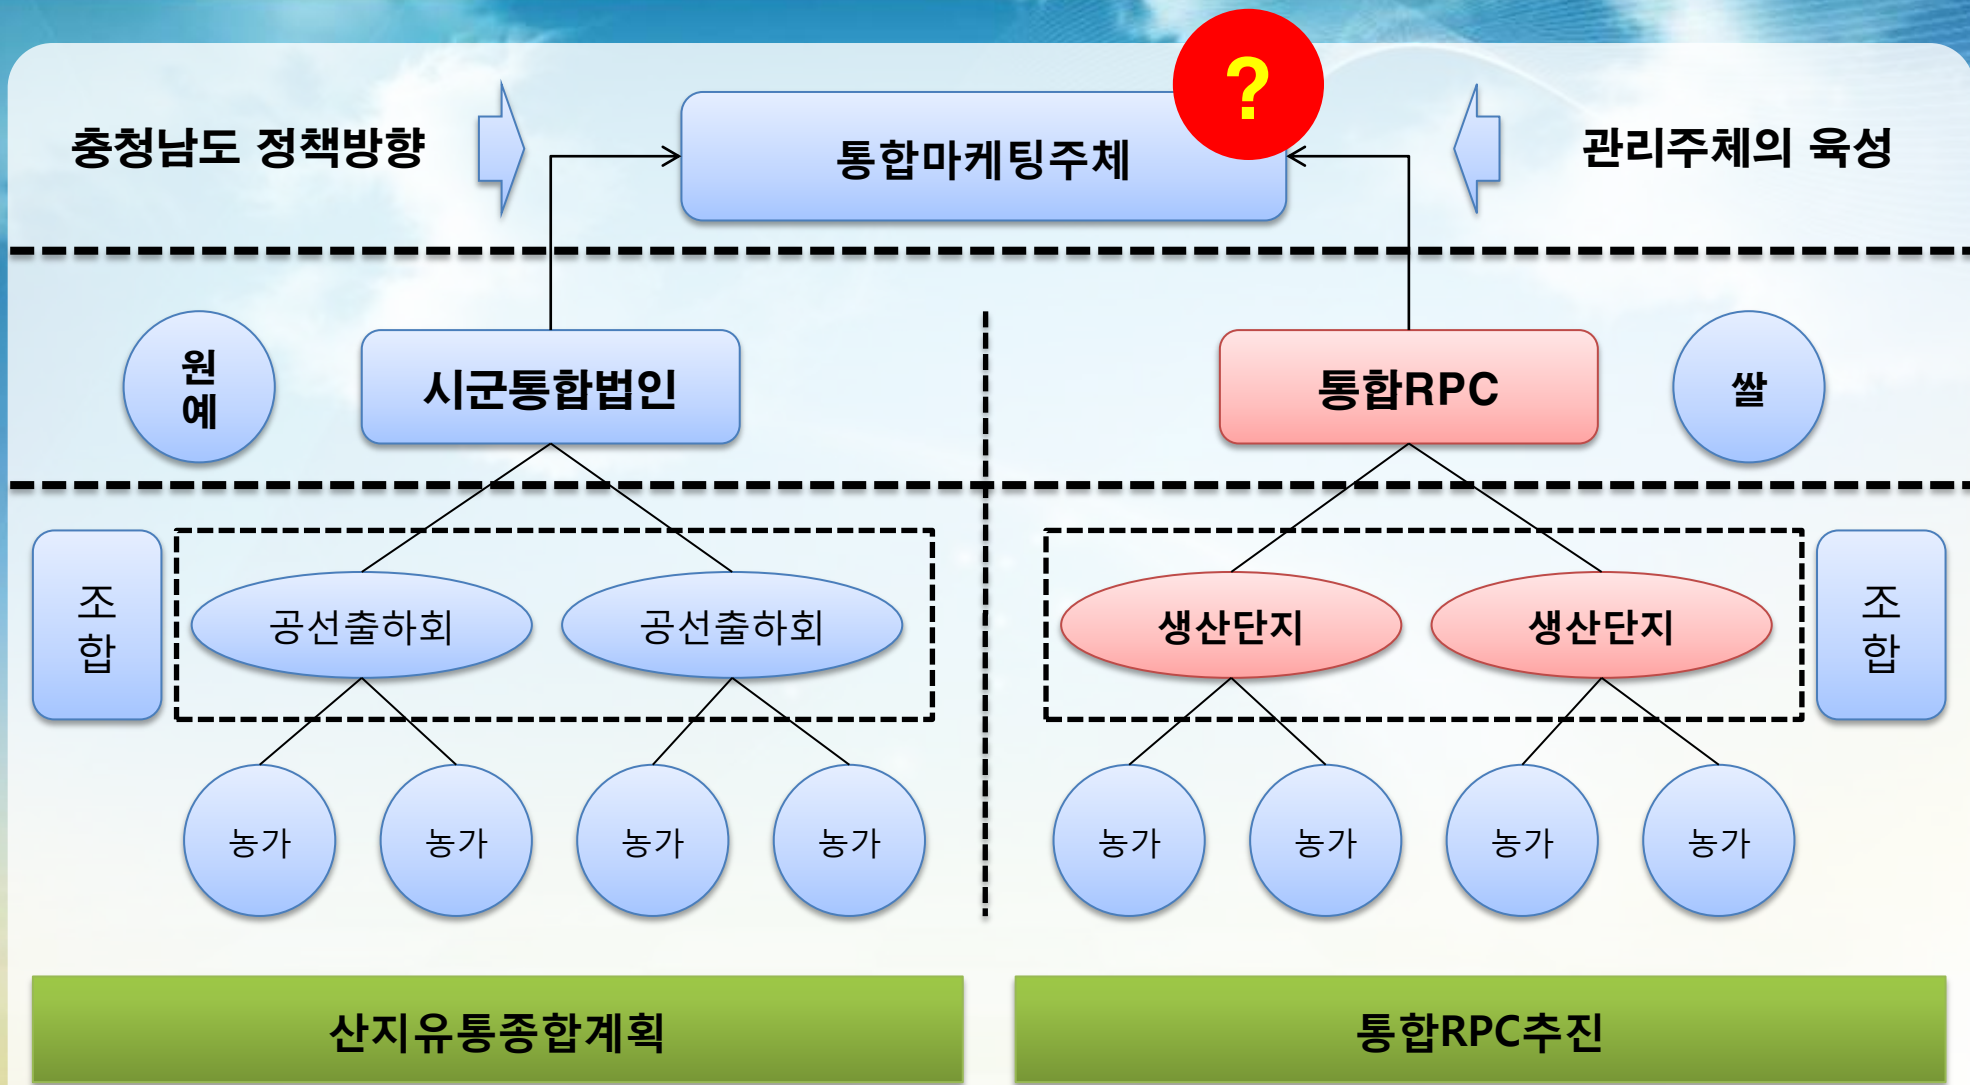 ?
충청남도 정책방향
통합마케팅주체
관리주체의 육성
원
예
시군통합법인
통합RPC
쌀
조
합
공선출하회
공선출하회
생산단지
생산단지
조
합
농가
농가
농가
농가
농가
농가
농가
농가
산지유통종합계획
통합RPC추진